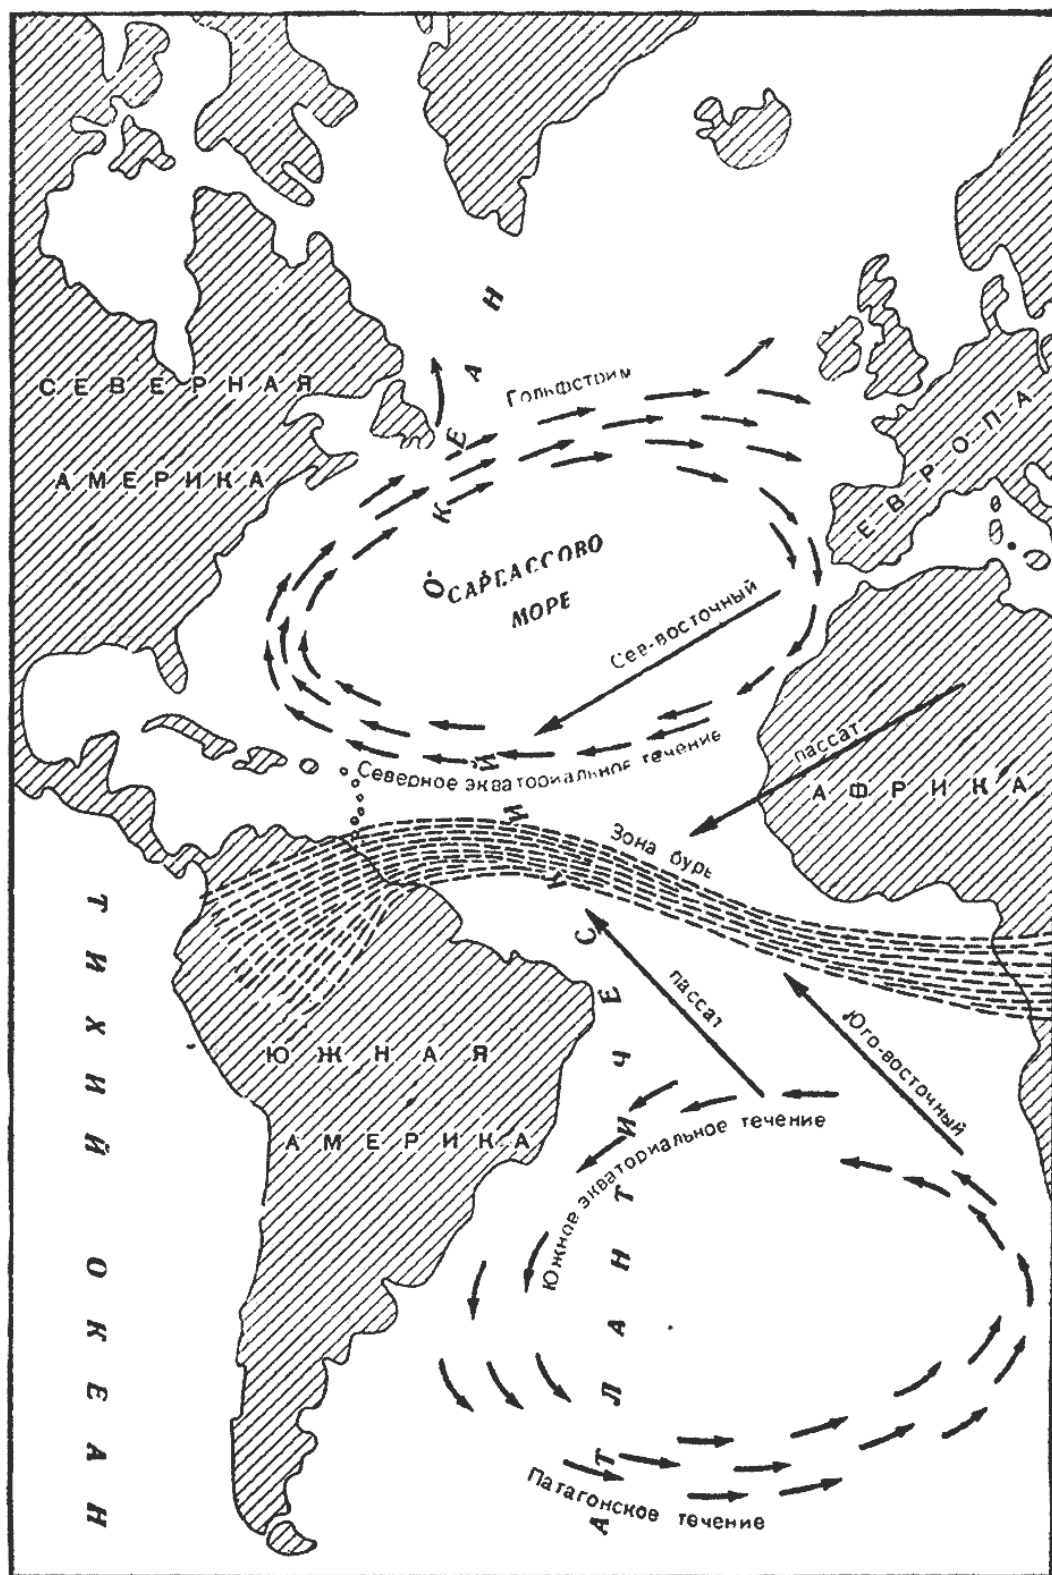 СЕВЕРНАЯ
АМЕРИКА
Гольфстрим
ЕВРОПА
САРГАССОВО
МОРЕ
Сев-восточный
пассат
Северное экваториальное течение
АФРИКА
Зона бурь
АТЛАНТИЧЕСКИЙ ОКЕАН
ТИХИЙ ОКЕАН
ЮЖНАЯ
АМЕРИКА
пассат
Юго-восточный
Южное экваториальное течение
Патагонское течение